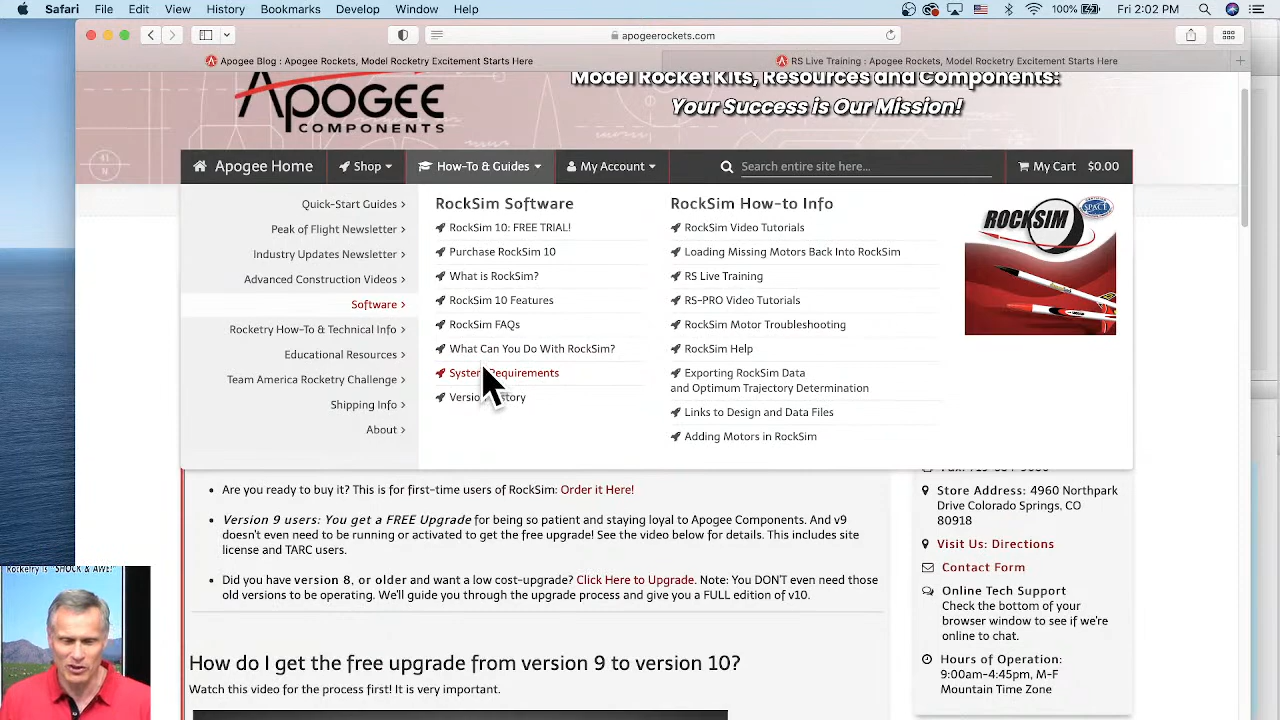 Safari File Edit View History Bookmarks Develop Window Help
100% Fri 2:02 PM
apogeerockets.com
Apogee Blog : Apogee Rockets, Model Rocketry Excitement Starts Here
RS Live Training : Apogee Rockets, Model Rocketry Excitement Starts Here
APOGEE
COMPONENTS
Model Rocket Kits, Resources and Components:
Your Success is Our Mission!
Apogee Home
Shop
How-To & Guides
My Account
Search entire site here...
My Cart $0.00
Quick-Start Guides
Peak of Flight Newsletter
Industry Updates Newsletter
Advanced Construction Videos
Software
Rocketry How-To & Technical Info
Educational Resources
Team America Rocketry Challenge
Shipping Info
About
RockSim Software
RockSim 10: FREE TRIAL!
Purchase RockSim 10
What is RockSim?
RockSim 10 Features
RockSim FAQs
What Can You Do With RockSim?
System Requirements
RockSim How-to Info
RockSim Video Tutorials
Loading Missing Motors Back Into RockSim
RS Live Training
RS-PRO Video Tutorials
RockSim Motor Troubleshooting
RockSim Help
Exporting RockSim Data
and Optimum Trajectory Determination
Links to Design and Data Files
Adding Motors in RockSim
ROCKSIM
Are you ready to buy it? This is for first-time users of RockSim: Order it Here!
Version 9 users: You get a FREE Upgrade for being so patient and staying loyal to Apogee Components. And v9
doesn't even need to be running or activated to get the free upgrade! See the video below for details. This includes site
license and TARC users.
Did you have version 8, or older and want a low cost-upgrade? Click Here to Upgrade. Note: You DON'T even need those
old versions to be operating. We'll guide you through the upgrade process and give you a FULL edition of v10.
How do I get the free upgrade from version 9 to version 10?
Watch this video for the process first! It is very important.
Store Address: 4960 Northpark
Drive Colorado Springs, CO
80918
Visit Us: Directions
Contact Form
Online Tech Support
Check the bottom of your
browser window to see if we're
online to chat.
Hours of Operation:
9:00am-4:45pm, M-F
Mountain Time Zone
Rocketry is "SHOCK & AWE!"